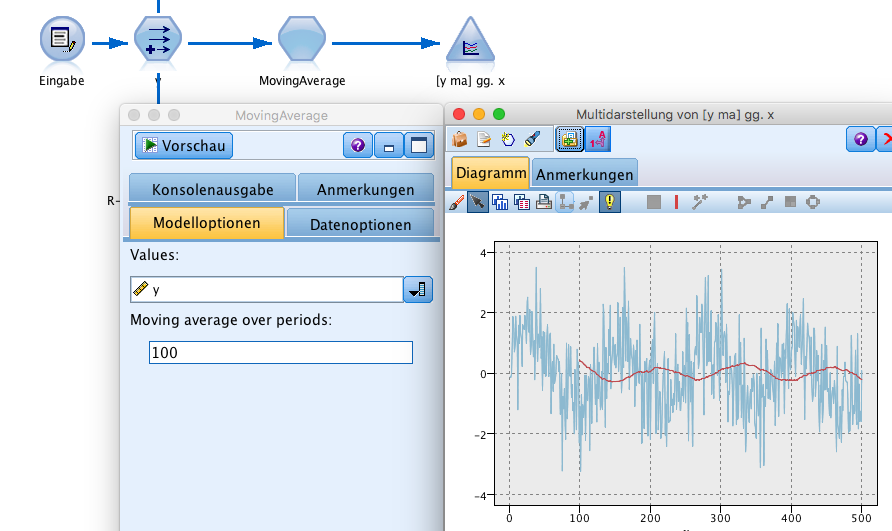 Eingabe
y
MovingAverage
[y ma] gg. x
MovingAverage
Vorschau
Konsolenausgabe
Anmerkungen
R-
Modelloptionen
Datenoptionen
Values:
y
Moving average over periods:
100
Multidarstellung von [y ma] gg. x
Diagramm
Anmerkungen
4
2
0
-2
-4
0
100
200
300
400
500